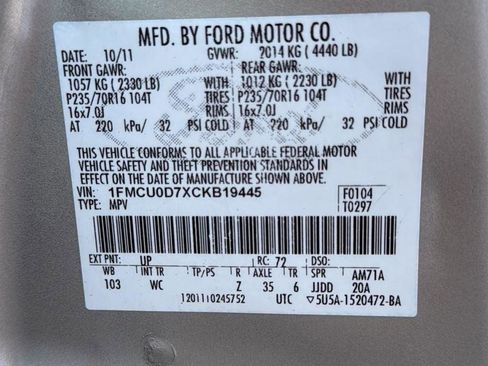 MFD. BY FORD MOTOR CO.
DATE: 10/11 GVWR: 2014 KG ( 4440 LB)
FRONT GAWR: REAR GAWR:
1057 KG ( 2330 LB) WITH 1012 KG ( 2230 LB) WITH
P235/70R16 104T TIRES P235/70R16 104T TIRES
16x7.0J RIMS 16x7.0J RIMS
AT 220 kPa/ 32 PSI COLD AT 220 kPa/ 32 PSI COLD
THIS VEHICLE CONFORMS TO ALL APPLICABLE FEDERAL MOTOR
VEHICLE SAFETY AND THEFT PREVENTION STANDARDS IN EFFECT
ON THE DATE OF MANUFACTURE SHOWN ABOVE.
VIN: 1FMCU0D7XCKB19445 F0104
TYPE: MPV T0297
EXT PNT: UP RC: 72 DSO:
WB INT TR TP/PS R AXLE TR SPR AM71A
103 WC Z 35 6 JJDD 20A
1201110245752 UTC ▽5U5A-1520472-BA